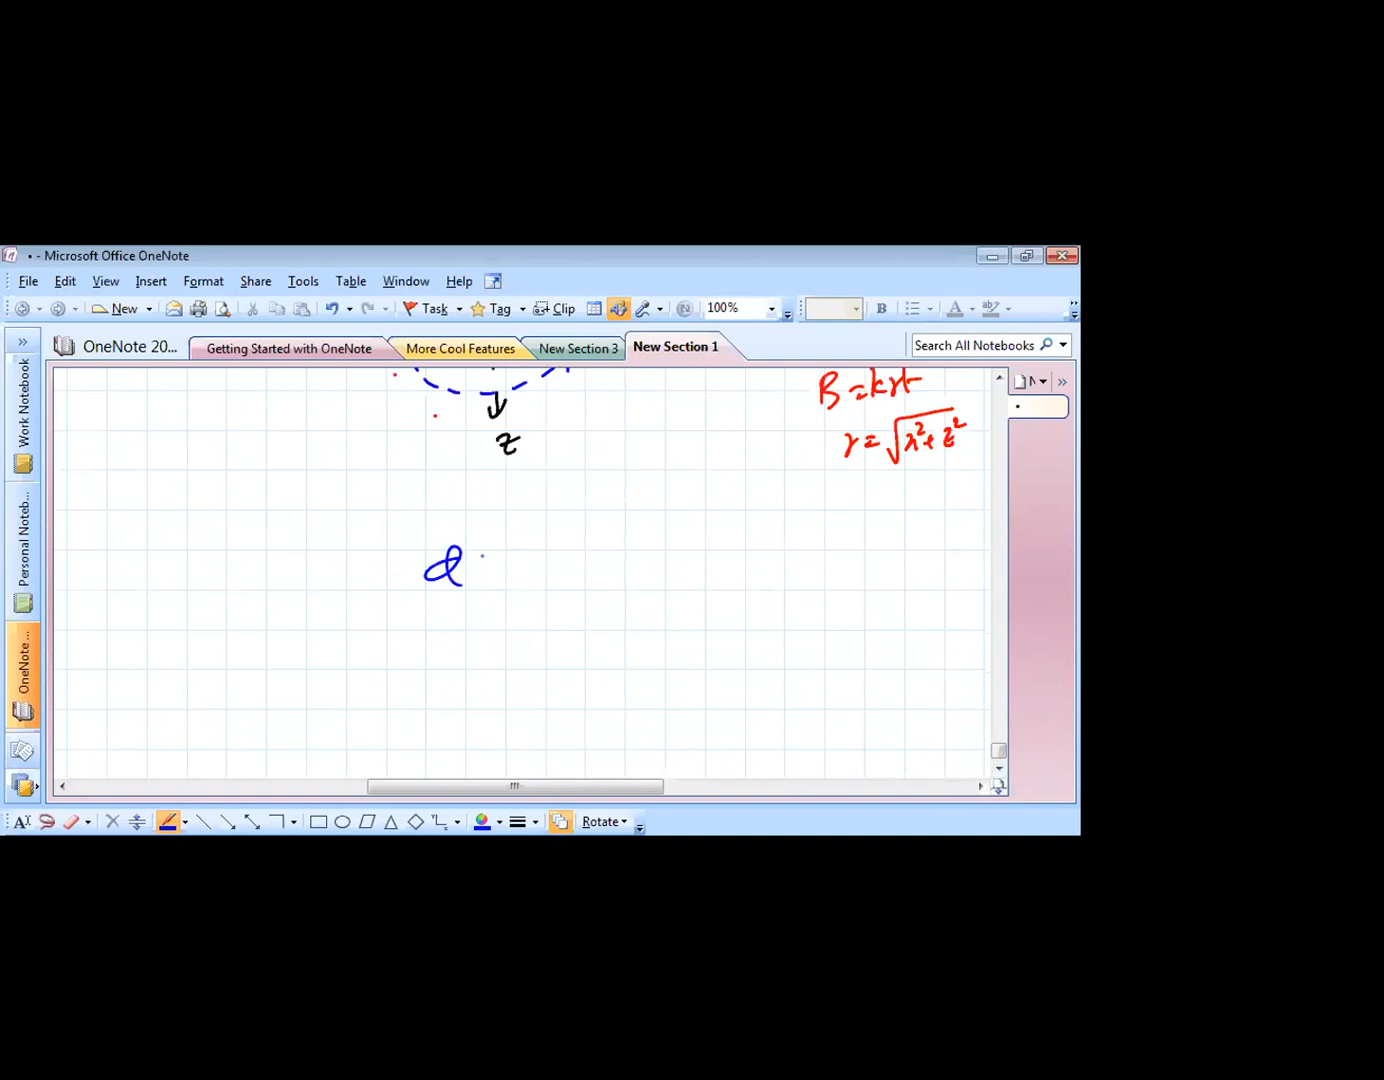 • - Microsoft Office OneNote
File Edit View Insert Format Share Tools Table Window Help
New Task Tag Clip 100% B A ab
OneNote 20... Getting Started with OneNote More Cool Features New Section 3 New Section 1 Search All Notebooks
Work Notebook
Personal Noteb...
OneNote ...
N
•
B = krt
r = √x²+z²
z
d
A Rotate